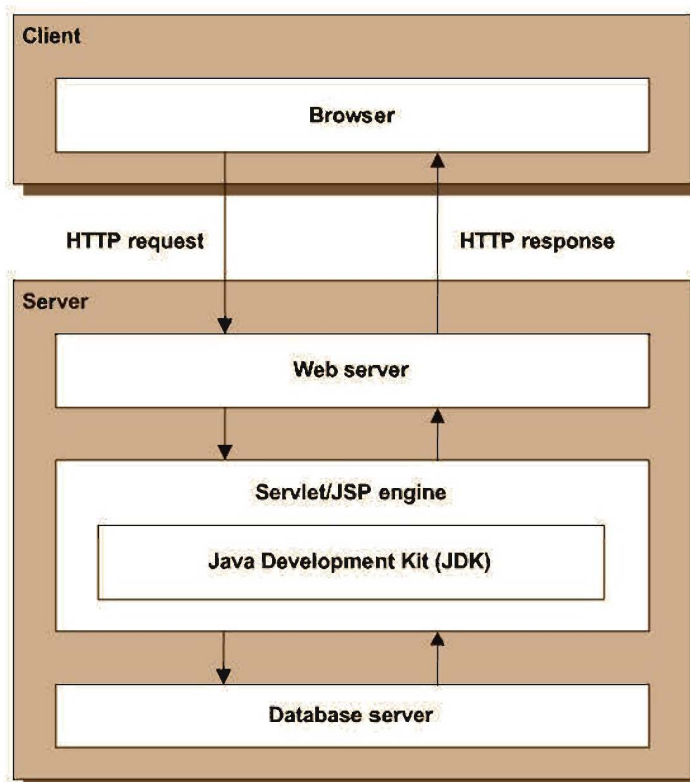 Client
Browser
HTTP request
HTTP response
Server
Web server
Servlet/JSP engine
Java Development Kit (JDK)
Database server